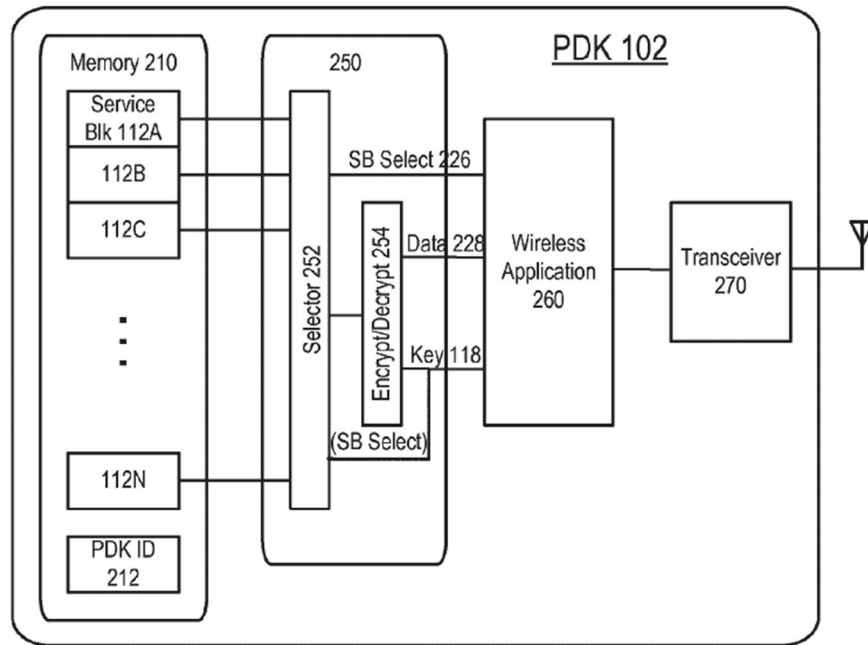 PDK 102
Memory 210
250
Service
Blk 112A
112B
112C
112N
PDK ID
212
Selector 252
Encrypt/Decrypt 254
SB Select 226
Data 228
Key 118
(SB Select)
Wireless
Application
260
Transceiver
270